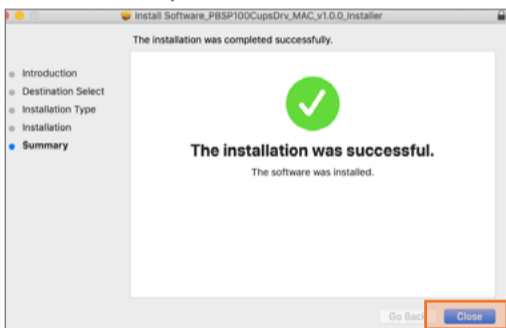 Install Software_PBSP100CupsDrv_MAC_v1.0.0_Installer
The installation was completed successfully.
Introduction
Destination Select
Installation Type
Installation
Summary
The installation was successful.
The software was installed.
Go Back
Close